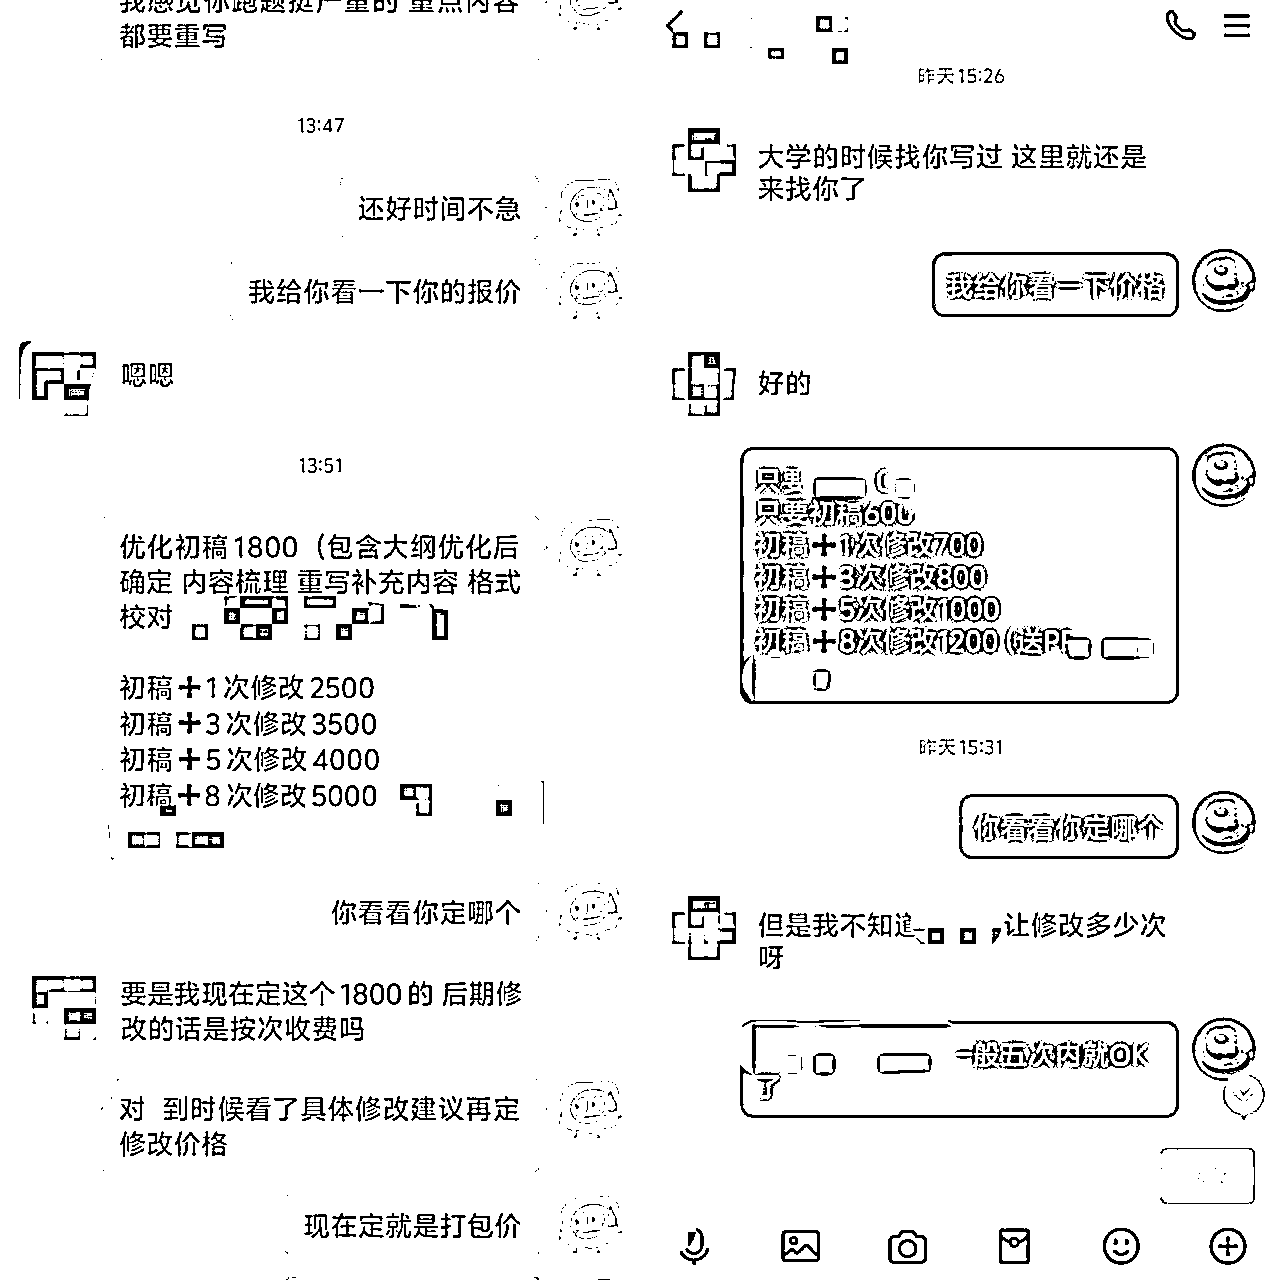 我感觉你跑题挺严重的 重点内容
都要重写
13:47
还好时间不急
我给你看一下你的报价
嗯嗯
13:51
优化初稿1800（包含大纲优化后
确定 内容梳理 重写补充内容 格式
校对
初稿➕1次修改2500
初稿➕3次修改3500
初稿➕5次修改4000
初稿➕8次修改5000
你看看你定哪个
要是我现在定这个1800的 后期修
改的话是按次收费吗
对 到时候看了具体修改建议再定
修改价格
现在定就是打包价
昨天15:26
大学的时候找你写过 这里就还是
来找你了
我给你看一下价格
好的
只要
只要初稿600
初稿➕1次修改700
初稿➕3次修改800
初稿➕5次修改1000
初稿➕8次修改1200（送
昨天15:31
你看看你定哪个
但是我不知道 让修改多少次
呀
一般五次内就OK
了